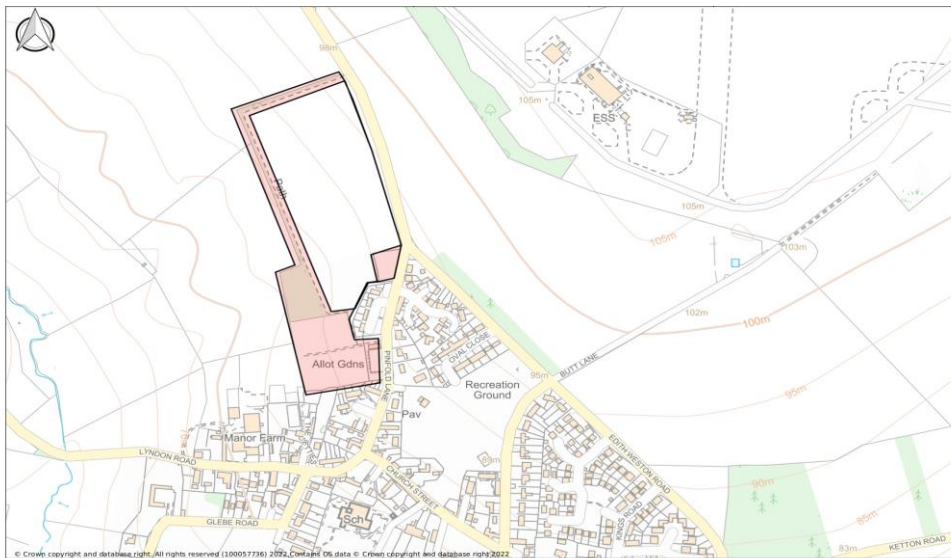 98m
105m
ESS
Path
105m
105m
103m
102m
100m
OVAL CLOSE
PINFOLD LANE
BUTT LANE
Allot Gdns
95m
Recreation
Ground
95m
Pav
Manor Farm
EDITH WESTON ROAD
LYNDON ROAD
CHURCH STREET
90m
KINGS ROAD
85m
GLEBE ROAD
Sch
KETTON ROAD
83m
© Crown copyright and database right. All rights reserved (100057736) 2022 Contains OS data © Crown copyright and database right 2022